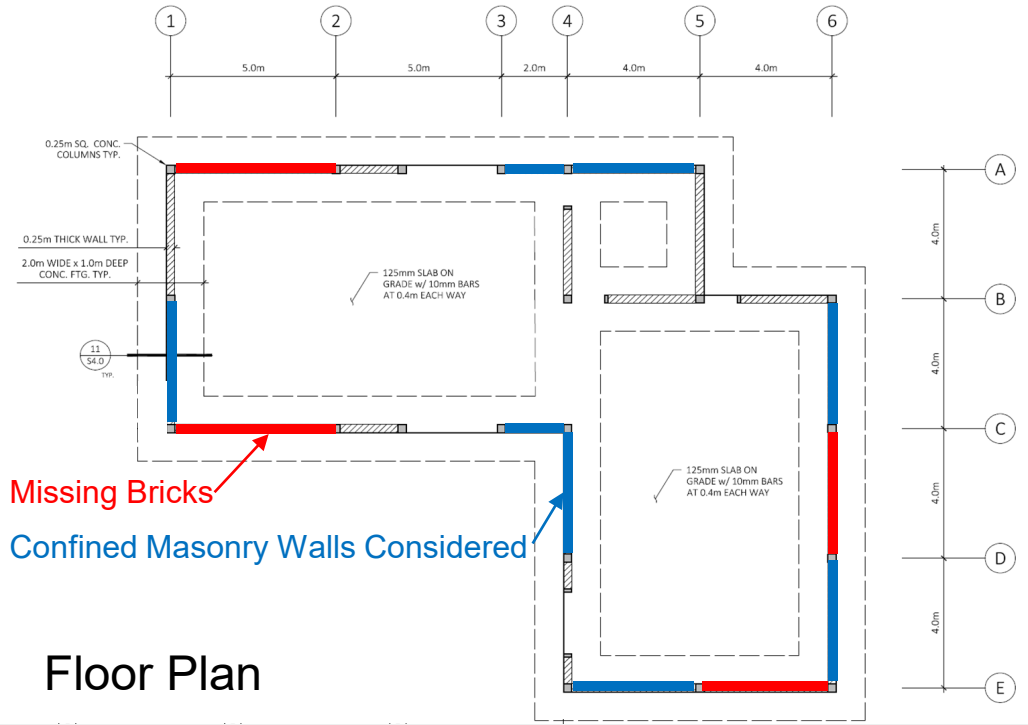 1 2 3 4 5 6
5.0m 5.0m 2.0m 4.0m 4.0m
0.25m SQ. CONC.
COLUMNS TYP.
A
4.0m
0.25m THICK WALL TYP.
2.0m WIDE x 1.0m DEEP
CONC. FTG. TYP.
125mm SLAB ON
GRADE w/ 10mm BARS
AT 0.4m EACH WAY
B
11
S4.0
TYP.
4.0m
C
125mm SLAB ON
GRADE w/ 10mm BARS
AT 0.4m EACH WAY
4.0m
Missing Bricks
Confined Masonry Walls Considered
D
4.0m
Floor Plan
E